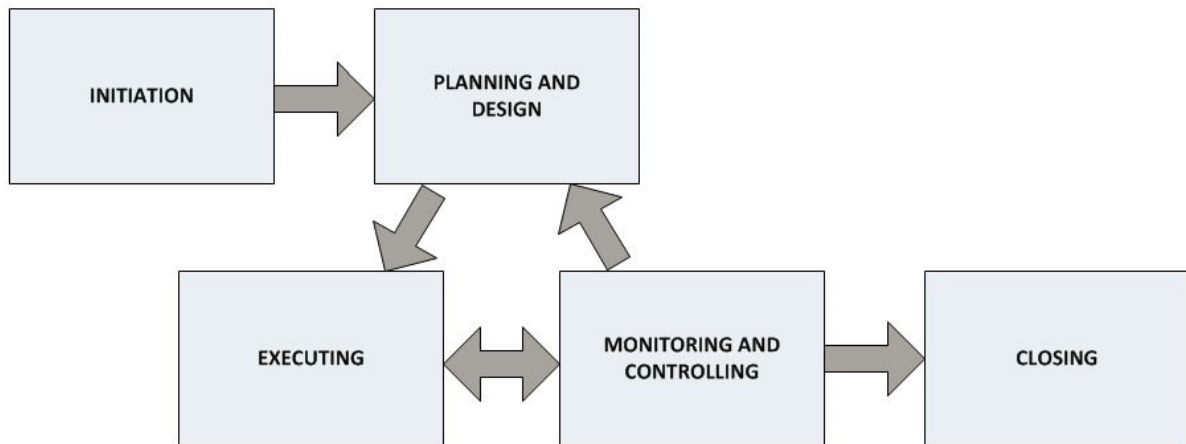 INITIATION
PLANNING AND
DESIGN
EXECUTING
MONITORING AND
CONTROLLING
CLOSING